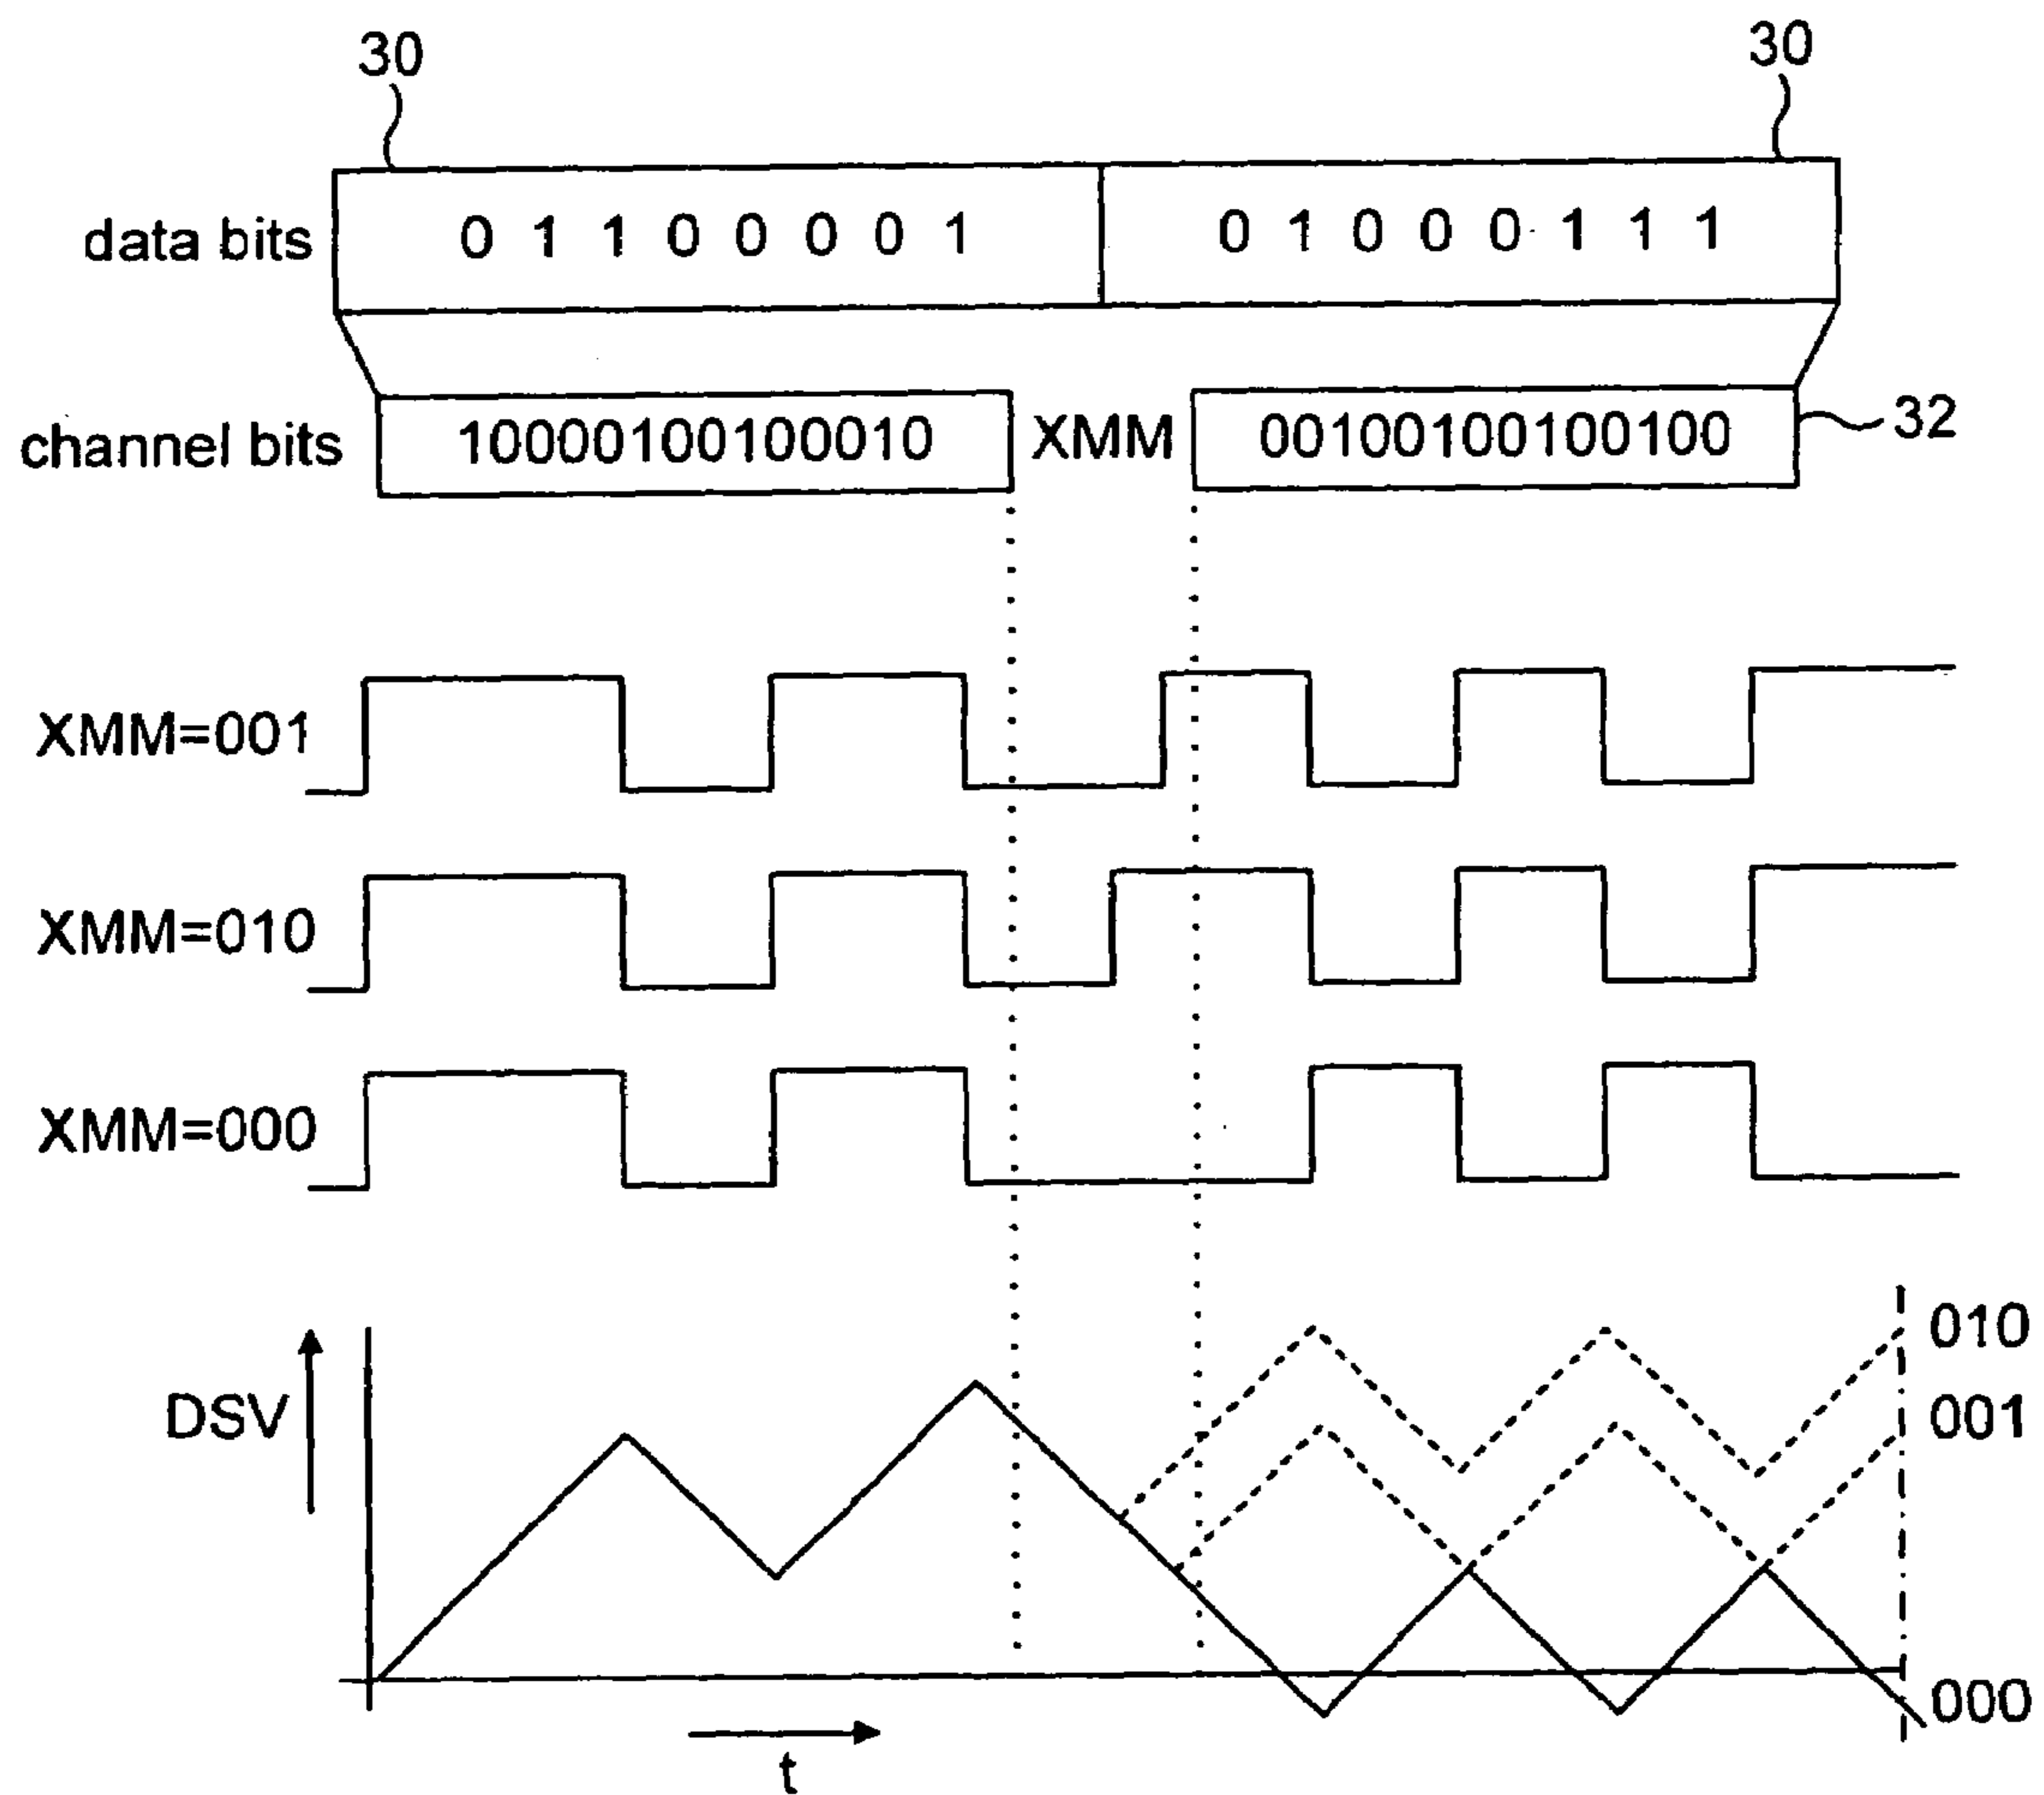 30 30
data bits 0 1 1 0 0 0 0 1 0 1 0 0 0 1 1 1
channel bits 10000100100010 XMM 00100100100100 32
XMM=001
XMM=010
XMM=000
010
DSV 001
000
t